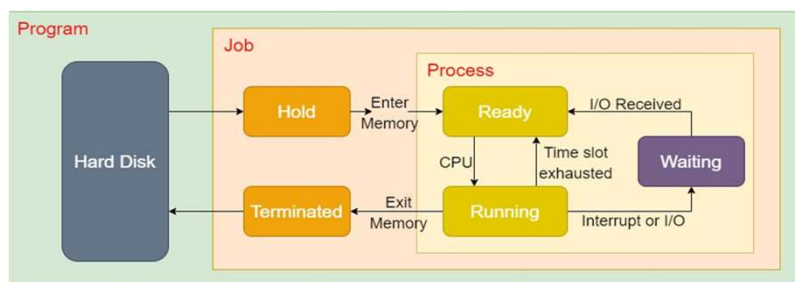 Program
Job
Process
Hard Disk
Hold
Enter
Memory
Ready
I/O Received
CPU
Time slot
exhausted
Waiting
Terminated
Exit
Memory
Running
Interrupt or I/O